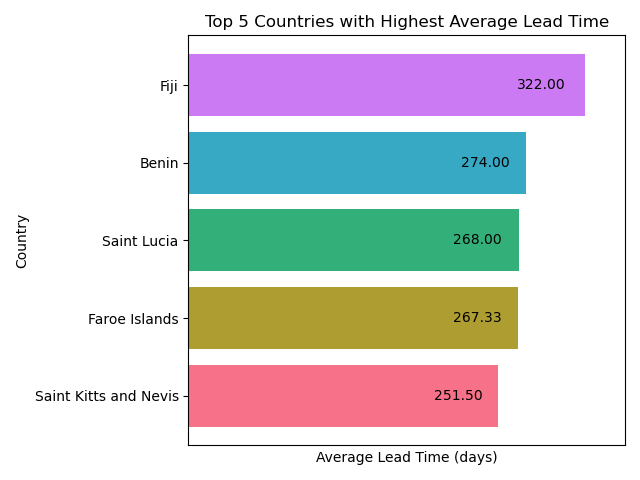 Top 5 Countries with Highest Average Lead Time
Country
Fiji
322.00
Benin
274.00
Saint Lucia
268.00
Faroe Islands
267.33
Saint Kitts and Nevis
251.50
Average Lead Time (days)